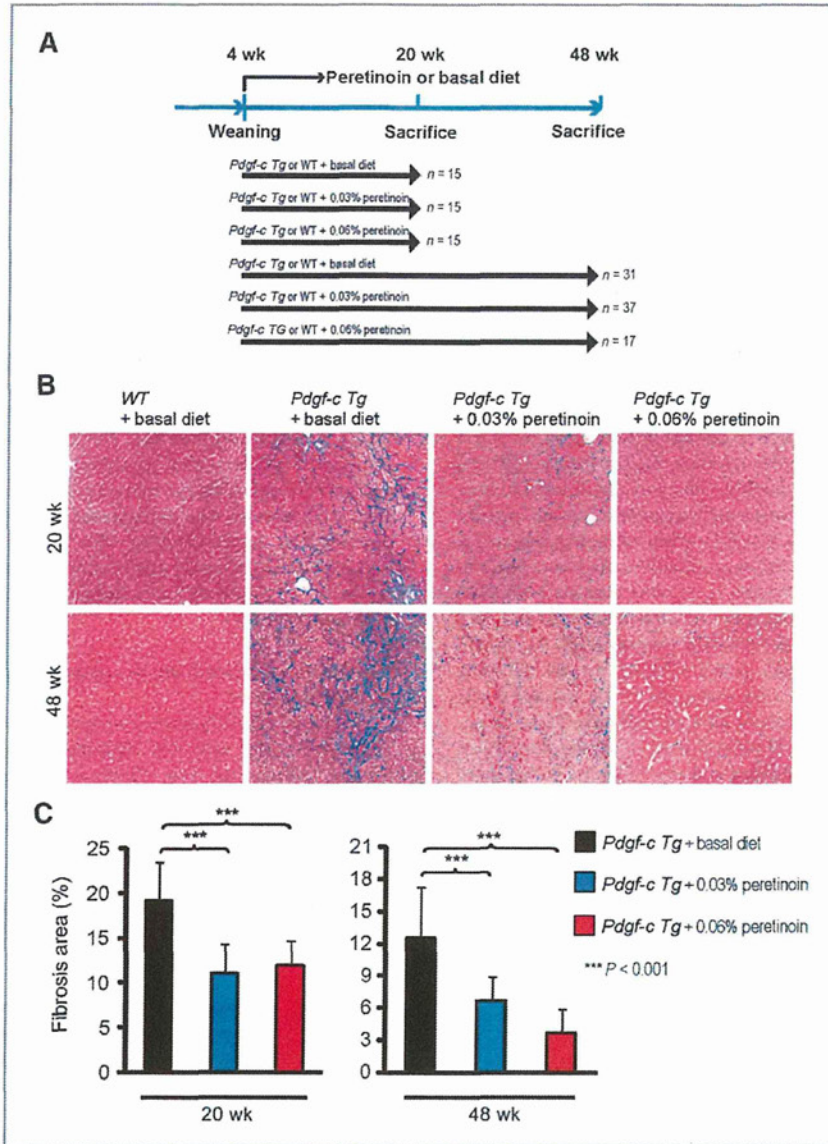 A
4 wk 20 wk 48 wk
Peretinoin or basal diet
Weaning Sacrifice Sacrifice
Pdgf-c Tg or WT + basal diet n = 15
Pdgf-c Tg or WT + 0.03% peretinoin n = 15
Pdgf-c Tg or WT + 0.06% peretinoin n = 15
Pdgf-c Tg or WT + basal diet n = 31
Pdgf-c Tg or WT + 0.03% peretinoin n = 37
Pdgf-c TG or WT + 0.06% peretinoin n = 17
B
WT
+ basal diet
Pdgf-c Tg
+ basal diet
Pdgf-c Tg
+ 0.03% peretinoin
Pdgf-c Tg
+ 0.06% peretinoin
20 wk
48 wk
C
Fibrosis area (%)
25
20
15
10
5
0
***
***
20 wk
21
18
15
12
9
6
3
0
***
***
48 wk
Pdgf-c Tg + basal diet
Pdgf-c Tg + 0.03% peretinoin
Pdgf-c Tg + 0.06% peretinoin
*** P < 0.001